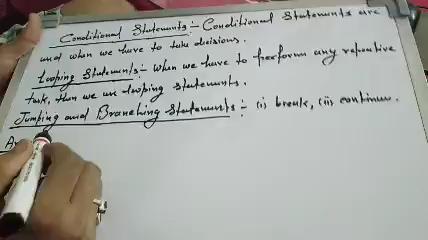 Conditional Statements :- Conditional Statements are
used when we have to take decisions.
Looping Statements :- When we have to perform any repeative
task, then we use looping statements.
Jumping and Branching Statements :- (i) break, (ii) continue.
A